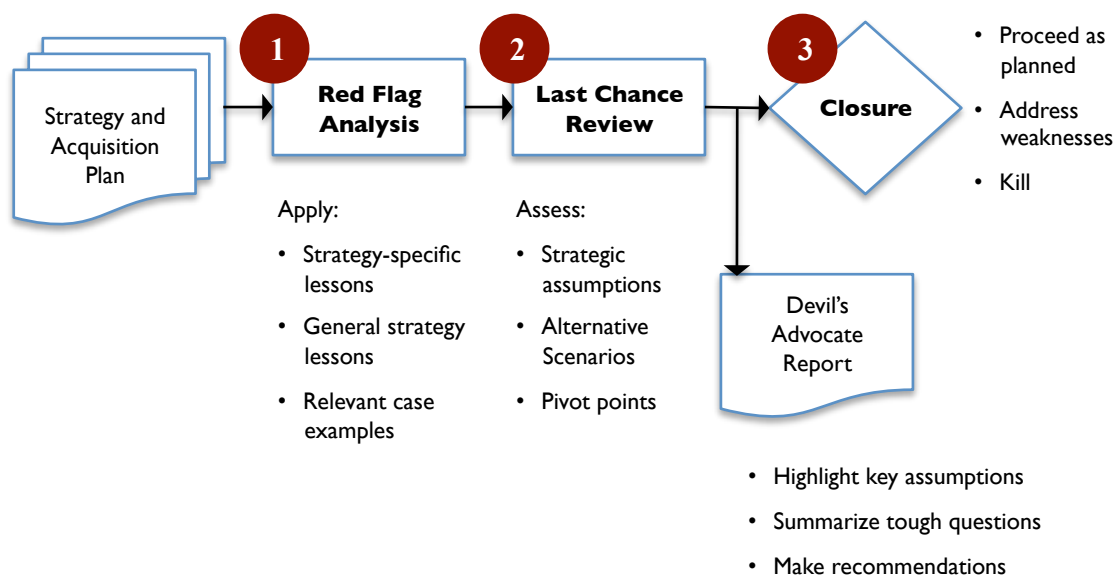 Strategy and
Acquisition
Plan
1
Red Flag
Analysis
Apply:
• Strategy-specific
lessons
• General strategy
lessons
• Relevant case
examples
2
Last Chance
Review
Assess:
• Strategic
assumptions
• Alternative
Scenarios
• Pivot points
3
Closure
• Proceed as
planned
• Address
weaknesses
• Kill
Devil’s
Advocate
Report
• Highlight key assumptions
• Summarize tough questions
• Make recommendations